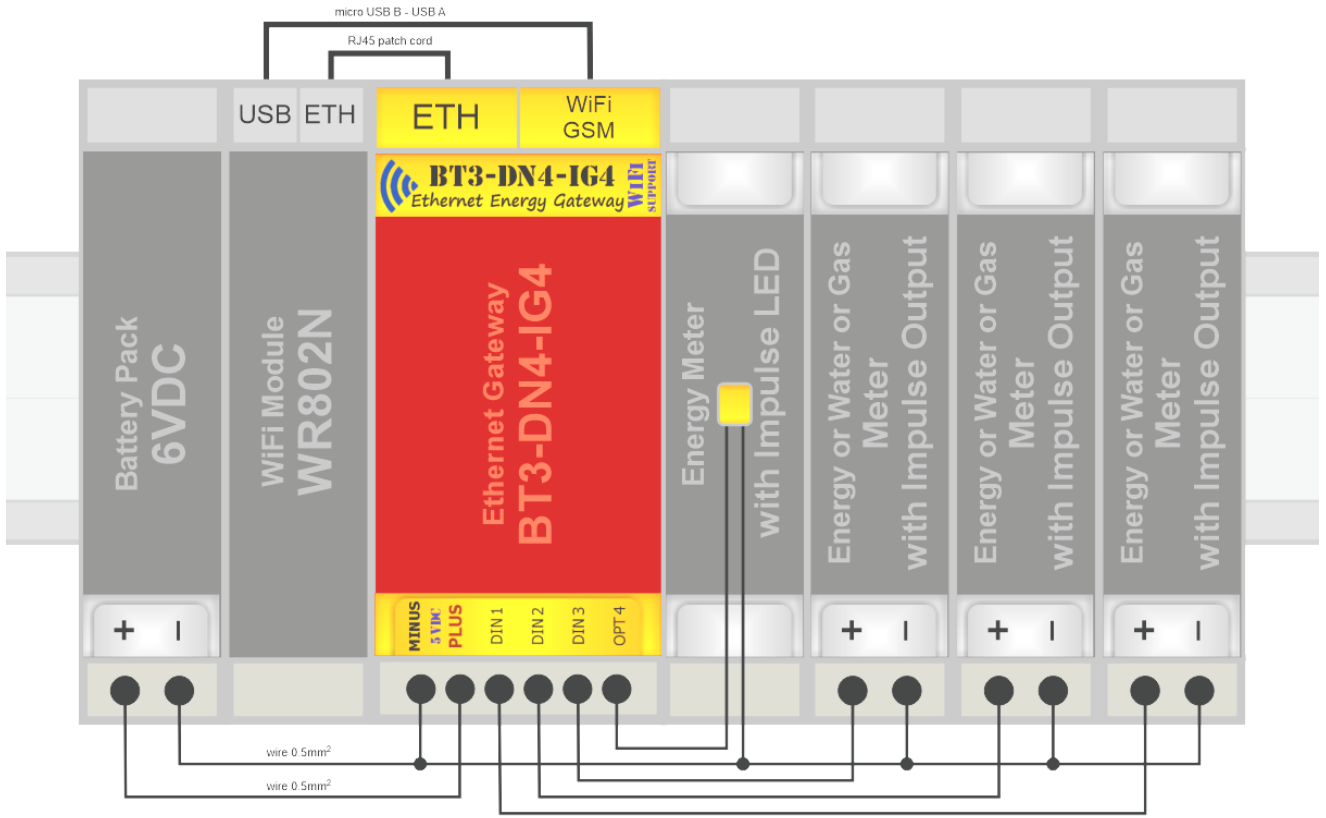 micro USB B - USB A
RJ45 patch cord
USB
ETH
ETH
WiFi
GSM
BT3-DN4-IG4
Ethernet Energy Gateway
WiFi
SUPPORT
Battery Pack
6VDC
WiFi Module
WR802N
Ethernet Gateway
BT3-DN4-IG4
Energy Meter
with Impulse LED
Energy or Water or Gas
Meter
with Impulse Output
Energy or Water or Gas
Meter
with Impulse Output
Energy or Water or Gas
Meter
with Impulse Output
+ −
MINUS
5 VDC
PLUS
DIN 1
DIN 2
DIN 3
OPT 4
+ −
+ −
+ −
wire 0.5mm²
wire 0.5mm²